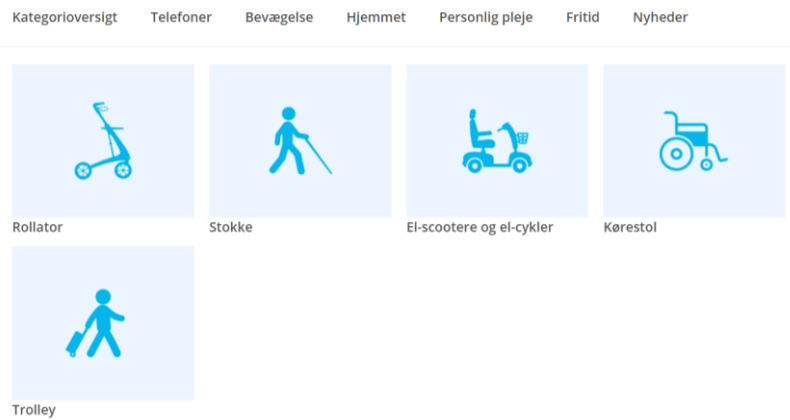 Kategorioversigt Telefoner Bevægelse Hjemmet Personlig pleje Fritid Nyheder
Rollator Stokke El-scootere og el-cykler Kørestol
Trolley